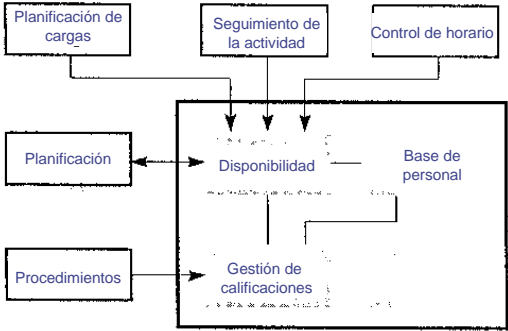 Planificación de
cargas
Seguimiento de
la actividad
Control de horario
Planificación
Disponibilidad
Base de
personal
Procedimientos
Gestión de
calificaciones